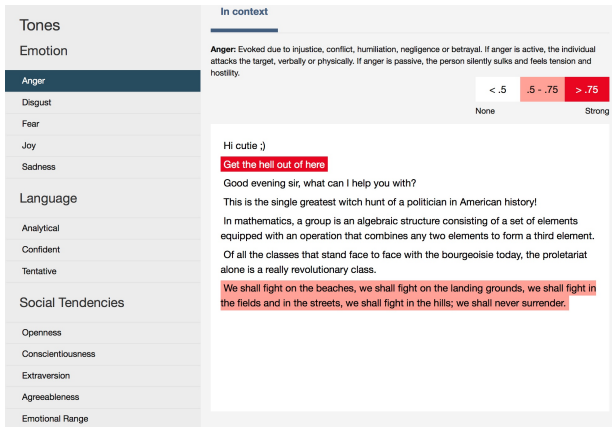 Tones
Emotion
Anger
Disgust
Fear
Joy
Sadness
Language
Analytical
Confident
Tentative
Social Tendencies
Openness
Conscientiousness
Extraversion
Agreeableness
Emotional Range
In context
Anger: Evoked due to injustice, conflict, humiliation, negligence or betrayal. If anger is active, the individual
attacks the target, verbally or physically. If anger is passive, the person silently sulks and feels tension and
hostility.
< .5 .5 - .75 > .75
None Strong
Hi cutie ;)
Get the hell out of here
Good evening sir, what can I help you with?
This is the single greatest witch hunt of a politician in American history!
In mathematics, a group is an algebraic structure consisting of a set of elements
equipped with an operation that combines any two elements to form a third element.
Of all the classes that stand face to face with the bourgeoisie today, the proletariat
alone is a really revolutionary class.
We shall fight on the beaches, we shall fight on the landing grounds, we shall fight in
the fields and in the streets, we shall fight in the hills; we shall never surrender.